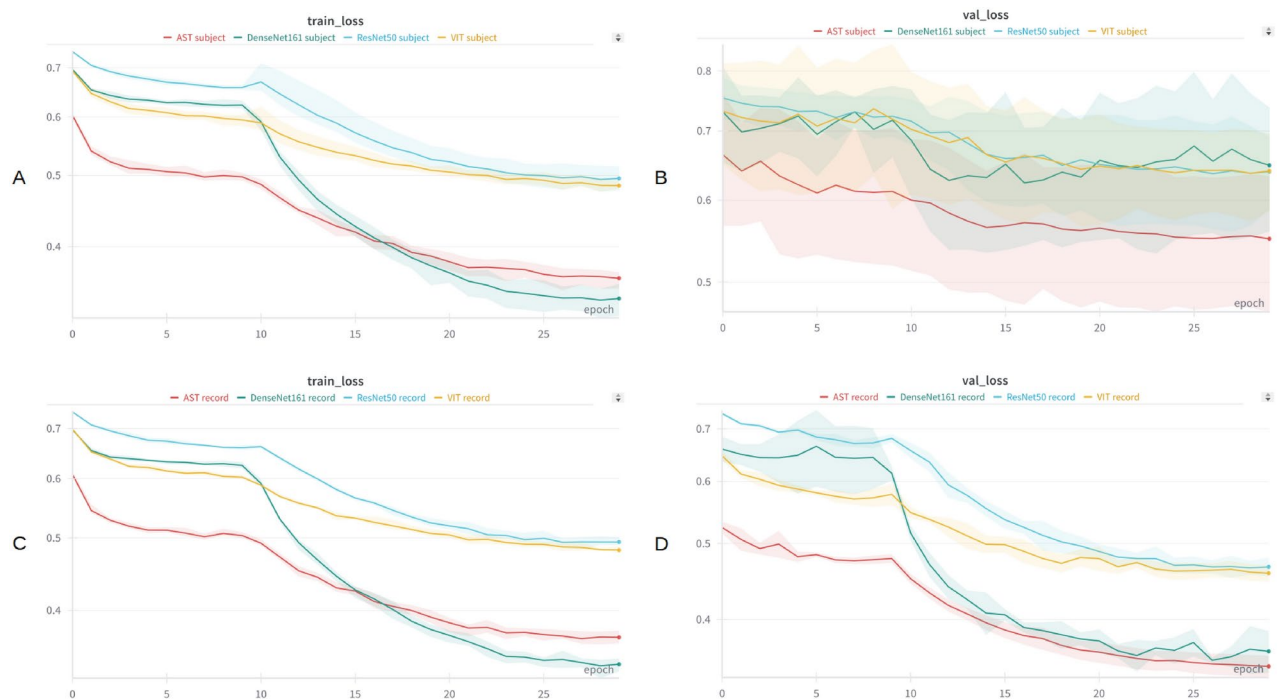 train_loss
AST subject DenseNet161 subject ResNet50 subject VIT subject
0.7
0.6
0.5
0.4
A
epoch
0 5 10 15 20 25
val_loss
AST subject DenseNet161 subject ResNet50 subject VIT subject
0.8
0.7
0.6
0.5
B
epoch
0 5 10 15 20 25
train_loss
AST record DenseNet161 record ResNet50 record VIT record
0.7
0.6
0.5
0.4
C
epoch
0 5 10 15 20 25
val_loss
AST record DenseNet161 record ResNet50 record VIT record
0.7
0.6
0.5
0.4
D
epoch
0 5 10 15 20 25